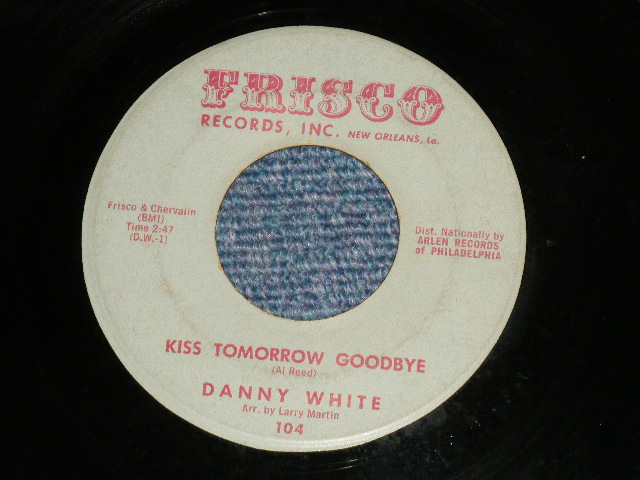 FRISCO
RECORDS, INC. NEW ORLEANS, La.
Frisco & Chervalin
(BMI)
Time 2:47
(D.W.-1)
Dist. Nationally by
ARLEN RECORDS
of PHILADELPHIA
KISS TOMORROW GOODBYE
(Al Reed)
DANNY WHITE
Arr. by Larry Martin
104